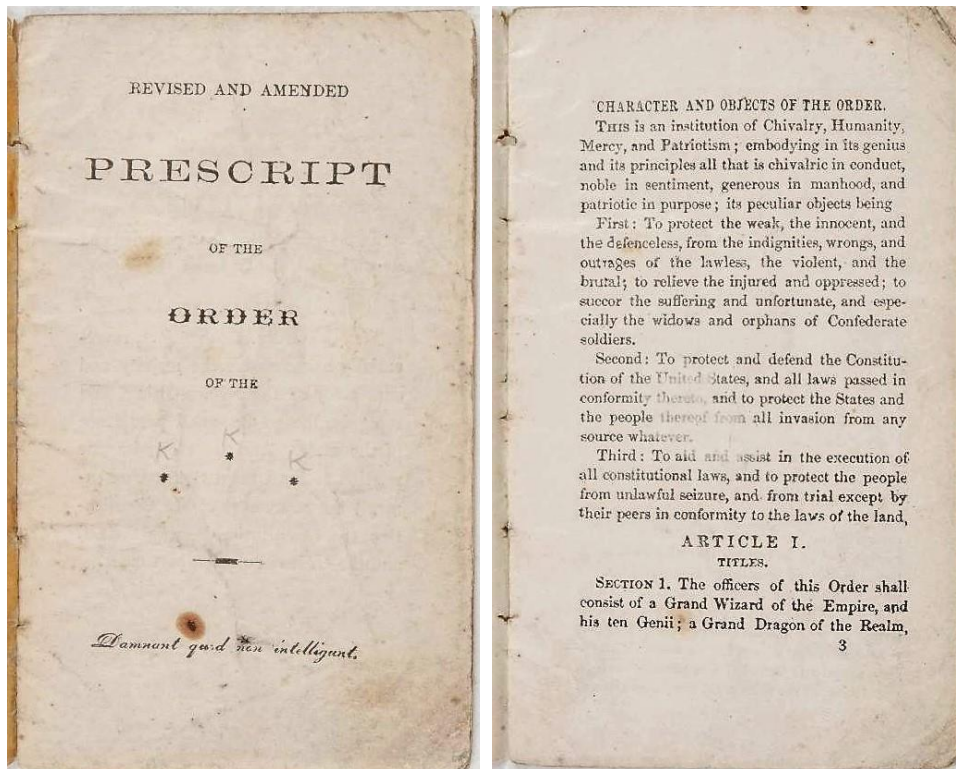 REVISED AND AMENDED
PRESCRIPT
OF THE
ORDER
OF THE
K
K K
* * *
Damnant quod non intelligunt.
CHARACTER AND OBJECTS OF THE ORDER.
THIS is an institution of Chivalry, Humanity,
Mercy, and Patriotism; embodying in its genius
and its principles all that is chivalric in conduct,
noble in sentiment, generous in manhood, and
patriotic in purpose; its peculiar objects being
First: To protect the weak, the innocent, and
the defenceless, from the indignities, wrongs, and
outrages of the lawless, the violent, and the
brutal; to relieve the injured and oppressed; to
succor the suffering and unfortunate, and espe-
cially the widows and orphans of Confederate
soldiers.
Second: To protect and defend the Constitu-
tion of the United States, and all laws passed in
conformity thereto, and to protect the States and
the people thereof from all invasion from any
source whatever.
Third: To aid and assist in the execution of
all constitutional laws, and to protect the people
from unlawful seizure, and from trial except by
their peers in conformity to the laws of the land,
ARTICLE I.
TITLES.
SECTION 1. The officers of this Order shall
consist of a Grand Wizard of the Empire, and
his ten Genii; a Grand Dragon of the Realm,
3